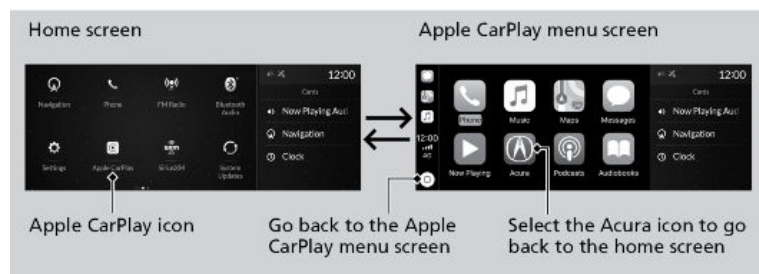 Home screen
Apple CarPlay menu screen
12:00
Cards
Navigation
Phone
FM Radio
Bluetooth
Audio
Now Playing Aud
Navigation
Clock
Settings
Apple CarPlay
SiriusXM
System
Updates
12:00
4G
Phone
Music
Maps
Messages
Now Playing
Acura
Podcasts
Audiobooks
12:00
Cards
Now Playing Aud
Navigation
Clock
Apple CarPlay icon
Go back to the Apple
CarPlay menu screen
Select the Acura icon to go
back to the home screen